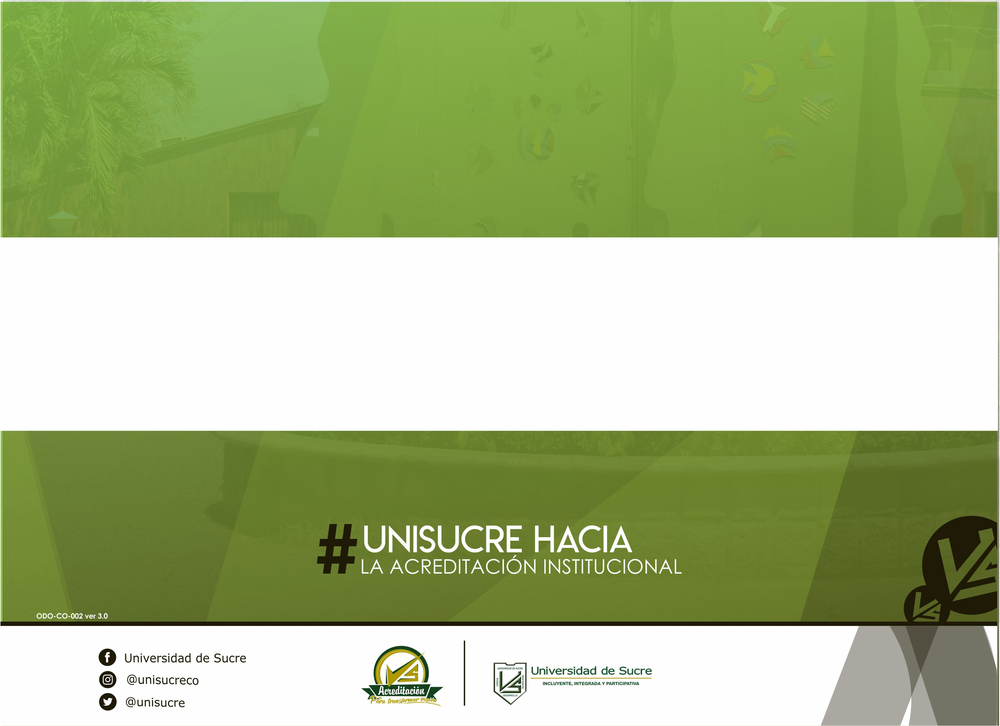 # UNISUCRE HACIA
LA ACREDITACIÓN INSTITUCIONAL
ODO-CO-002 ver 3.0
Universidad de Sucre
@unisucreco
@unisucre
Acreditación
Para transformar región
UNIVERSIDAD DE SUCRE
CIENCIA
TECNOLOGÍA
DESARROLLO
Universidad de Sucre
INCLUYENTE, INTEGRADA Y PARTICIPATIVA